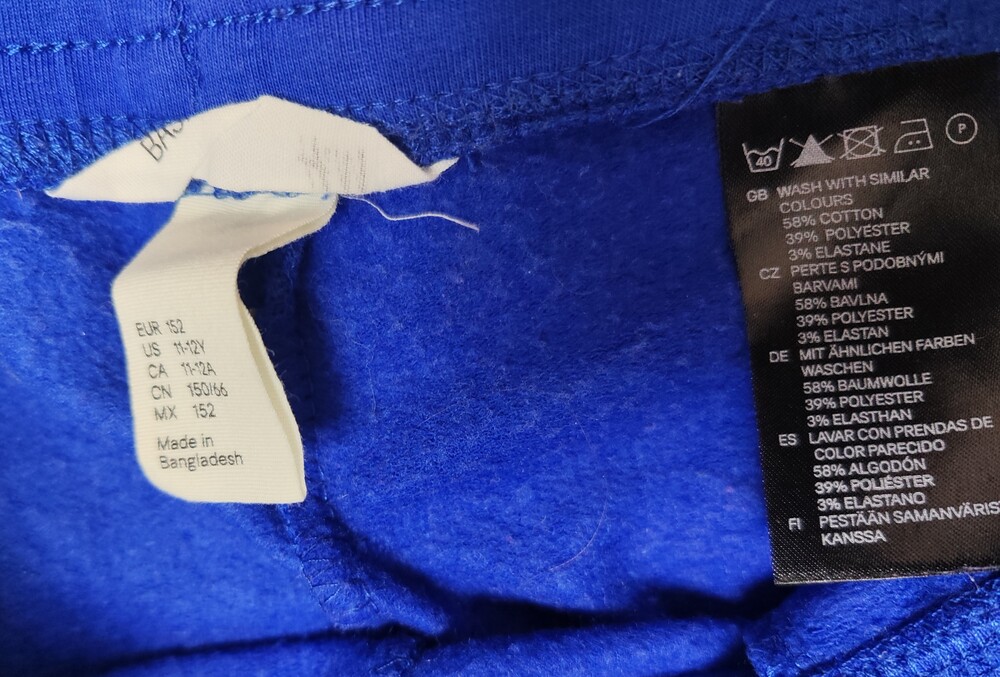 BAS
EUR 152
US 11-12Y
CA 11-12A
CN 150/66
MX 152
Made in
Bangladesh
40
P
GB WASH WITH SIMILAR
COLOURS
58% COTTON
39% POLYESTER
3% ELASTANE
CZ PERTE S PODOBNÝMI
BARVAMI
58% BAVLNA
39% POLYESTER
3% ELASTAN
DE MIT ÄHNLICHEN FARBEN
WASCHEN
58% BAUMWOLLE
39% POLYESTER
3% ELASTHAN
ES LAVAR CON PRENDAS DE
COLOR PARECIDO
58% ALGODÓN
39% POLIÉSTER
3% ELASTANO
FI PESTÄÄN SAMANVÄRIS
KANSSA